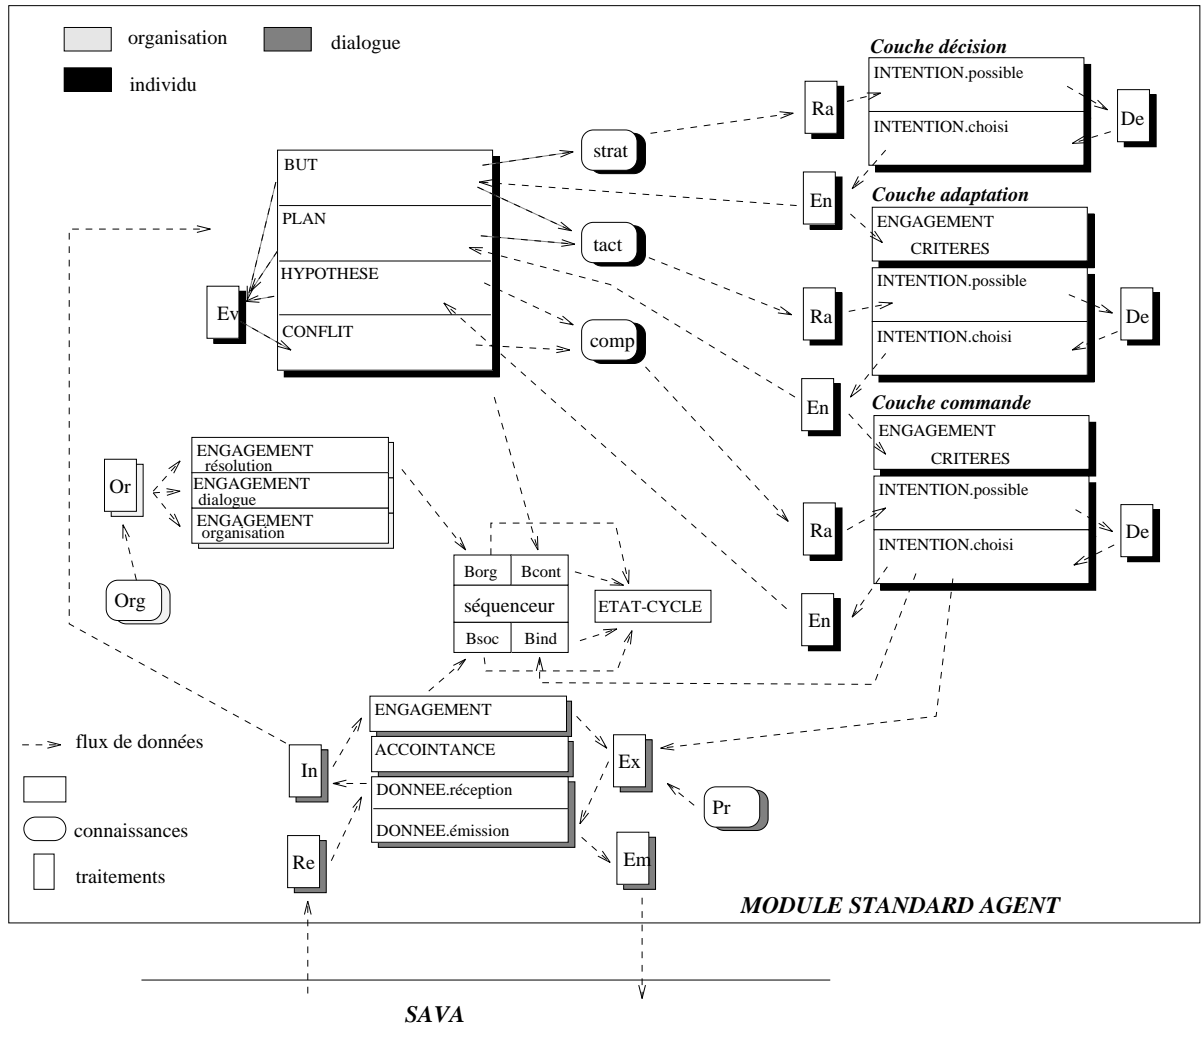 organisation
dialogue
individu
Couche décision
INTENTION.possible
INTENTION.choisi
Ra
De
En
BUT
PLAN
HYPOTHESE
CONFLIT
Ev
strat
tact
comp
Couche adaptation
ENGAGEMENT
CRITERES
INTENTION.possible
INTENTION.choisi
Ra
De
En
Couche commande
ENGAGEMENT
CRITERES
INTENTION.possible
INTENTION.choisi
Ra
De
En
Or
Org
ENGAGEMENT
résolution
ENGAGEMENT
dialogue
ENGAGEMENT
organisation
Borg
Bcont
séquenceur
Bsoc
Bind
ETAT-CYCLE
ENGAGEMENT
ACCOINTANCE
DONNEE.réception
DONNEE.émission
In
Re
Ex
Em
Pr
flux de données
connaissances
traitements
MODULE STANDARD AGENT
SAVA